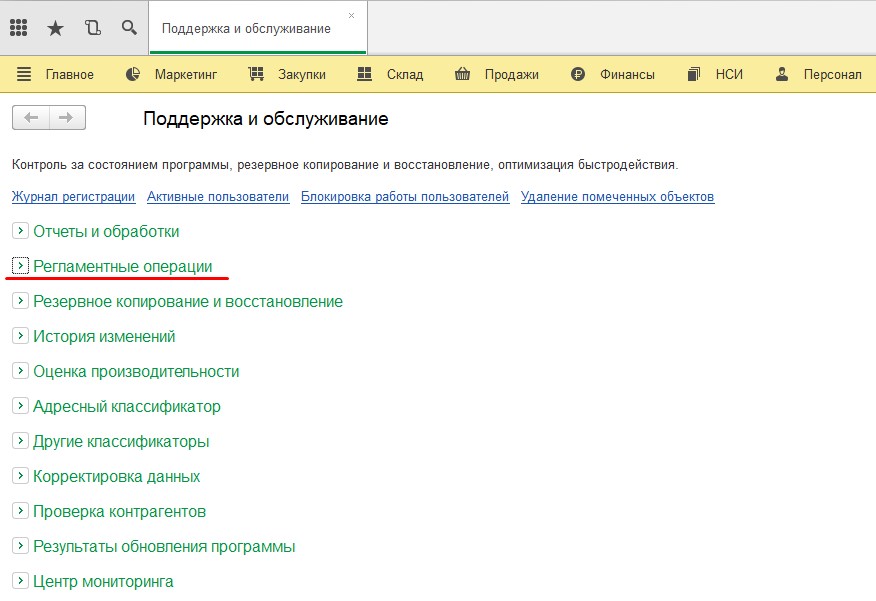 Поддержка и обслуживание
Главное Маркетинг Закупки Склад Продажи Финансы НСИ Персонал
Поддержка и обслуживание
Контроль за состоянием программы, резервное копирование и восстановление, оптимизация быстродействия.
Журнал регистрации Активные пользователи Блокировка работы пользователей Удаление помеченных объектов
Отчеты и обработки
Регламентные операции
Резервное копирование и восстановление
История изменений
Оценка производительности
Адресный классификатор
Другие классификаторы
Корректировка данных
Проверка контрагентов
Результаты обновления программы
Центр мониторинга